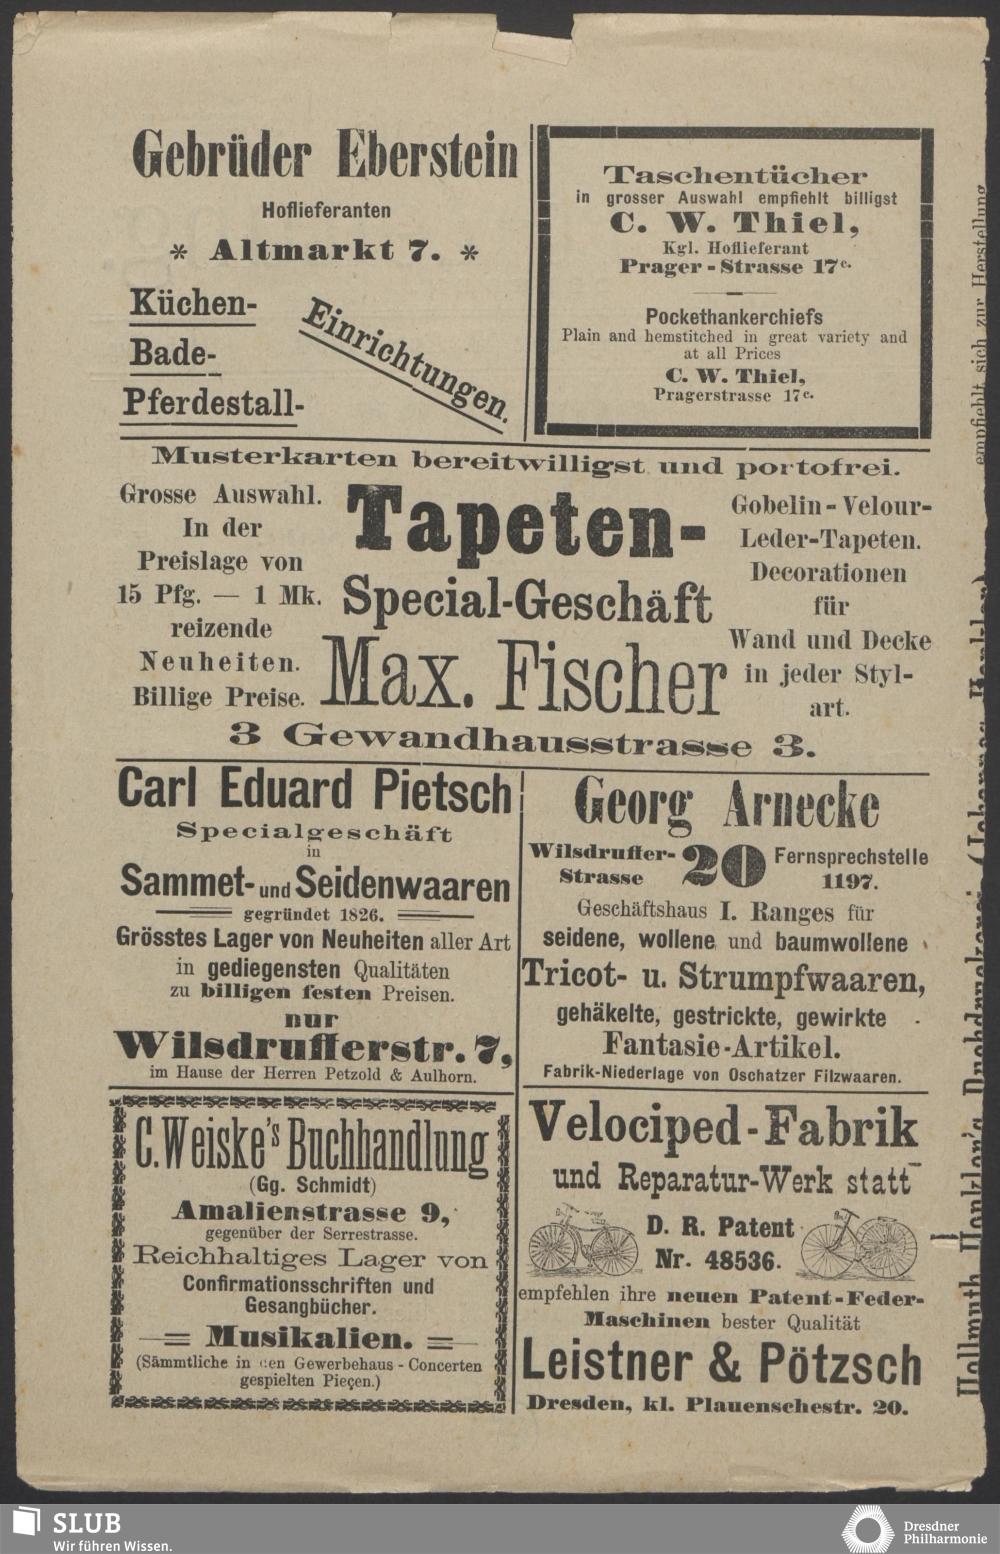 Gebrüder Eberstein
Hoflieferanten
* Altmarkt 7. *
Küchen-
Bade-
Pferdestall-
Einrichtungen.
Taschentücher
in grosser Auswahl empfiehlt billigst
C. W. Thiel,
Kgl. Hoflieferant
Prager-Strasse 17c.
Pockethankerchiefs
Plain and hemstitched in great variety and
at all Prices
C. W. Thiel,
Pragerstrasse 17c.
Musterkarten bereitwilligst und portofrei.
Grosse Auswahl.
In der
Preislage von
15 Pfg. — 1 Mk.
reizende
Neuheiten.
Billige Preise.
Tapeten-
Special-Geschäft
Max. Fischer
Gobelin-Velour-
Leder-Tapeten.
Decorationen
für
Wand und Decke
in jeder Styl-
art.
3 Gewandhausstrasse 3.
Carl Eduard Pietsch
Specialgeschäft
in
Sammet- und Seidenwaaren
gegründet 1826.
Grösstes Lager von Neuheiten aller Art
in gediegensten Qualitäten
zu billigen festen Preisen.
nur
Wilsdrufferstr. 7,
im Hause der Herren Petzold & Aulhorn.
Georg Arnecke
Wilsdruffer-
Strasse
20
Fernsprechstelle
1197.
Geschäftshaus I. Ranges für
seidene, wollene und baumwollene
Tricot- u. Strumpfwaaren,
gehäkelte, gestrickte, gewirkte
Fantasie-Artikel.
Fabrik-Niederlage von Oschatzer Filzwaaren.
C. Weiske's Buchhandlung
(Gg. Schmidt)
Amalienstrasse 9,
gegenüber der Serrestrasse.
Reichhaltiges Lager von
Confirmationsschriften und
Gesangbücher.
Musikalien.
(Sämmtliche in den Gewerbehaus-Concerten
gespielten Pieçen.)
Velociped-Fabrik
und Reparatur-Werkstatt
D. R. Patent
Nr. 48536.
empfehlen ihre neuen Patent-Feder-
Maschinen bester Qualität
Leistner & Pötzsch
Dresden, kl. Plauenschestr. 20.
empfiehlt sich zur Herstellung
SLUB
Wir führen Wissen.
Dresdner
Philharmonie